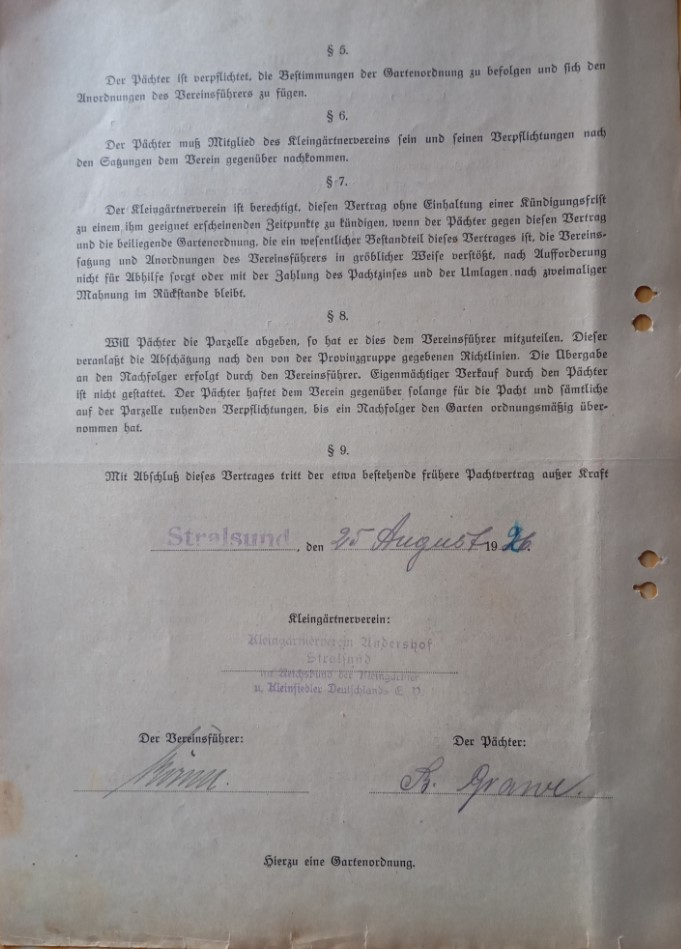 § 5.
Der Pächter ist verpflichtet, die Bestimmungen der Gartenordnung zu befolgen und sich den
Anordnungen des Vereinsführers zu fügen.
§ 6.
Der Pächter muß Mitglied des Kleingärtnervereins sein und seinen Verpflichtungen nach
den Satzungen dem Verein gegenüber nachkommen.
§ 7.
Der Kleingärtnerverein ist berechtigt, diesen Vertrag ohne Einhaltung einer Kündigungsfrist
zu einem ihm geeignet erscheinenden Zeitpunkte zu kündigen, wenn der Pächter gegen diesen Vertrag
und die beiliegende Gartenordnung, die ein wesentlicher Bestandteil dieses Vertrages ist, die Vereins-
satzung und Anordnungen des Vereinsführers in gröblicher Weise verstößt, nach Aufforderung
nicht für Abhilfe sorgt oder mit der Zahlung des Pachtzinses und der Umlagen nach zweimaliger
Mahnung im Rückstande bleibt.
§ 8.
Will Pächter die Parzelle abgeben, so hat er dies dem Vereinsführer mitzuteilen. Dieser
veranlaßt die Abschätzung nach den von der Provinzgruppe gegebenen Richtlinien. Die Übergabe
an den Nachfolger erfolgt durch den Vereinsführer. Eigenmächtiger Verkauf durch den Pächter
ist nicht gestattet. Der Pächter haftet dem Verein gegenüber solange für die Pacht und sämtliche
auf der Parzelle ruhenden Verpflichtungen, bis ein Nachfolger den Garten ordnungsmäßig über-
nommen hat.
§ 9.
Mit Abschluß dieses Vertrages tritt der etwa bestehende frühere Pachtvertrag außer Kraft
Stralsund, den 25 August 19 26.
Kleingärtnerverein:
Kleingärtnerverein Andershof
Stralsund
im Reichsbund der Kleingärtner
u. Kleinsiedler Deutschlands E. V.
Der Vereinsführer: Der Pächter:
Grawe.
Hierzu eine Gartenordnung.